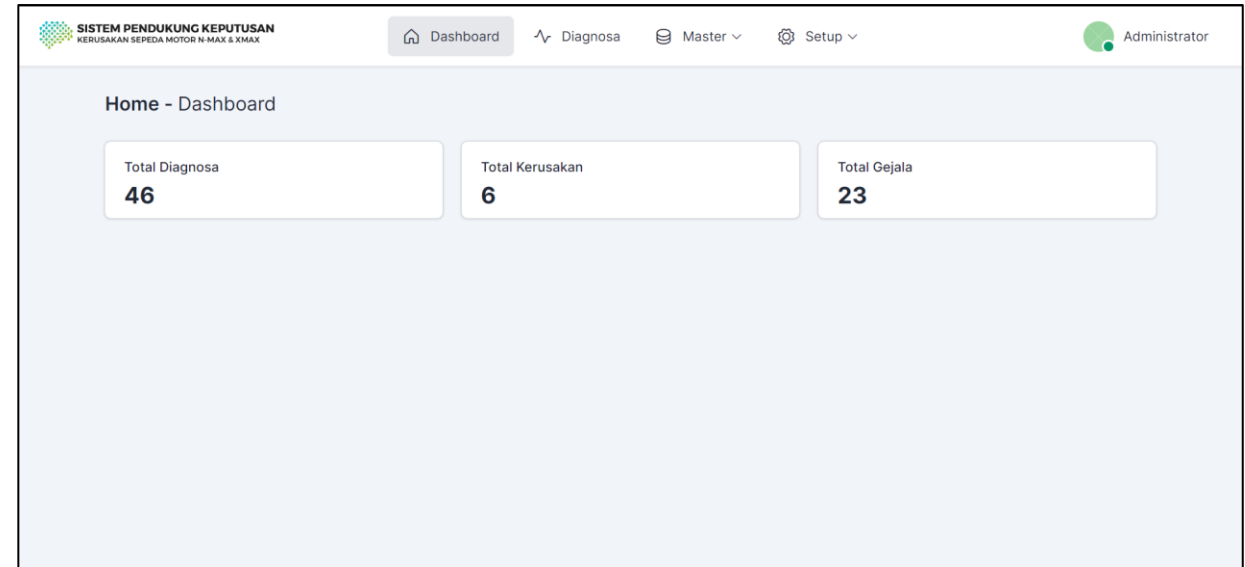 SISTEM PENDUKUNG KEPUTUSAN
KERUSAKAN SEPEDA MOTOR N-MAX & XMAX
Dashboard
Diagnosa
Master
Setup
Administrator
Home - Dashboard
Total Diagnosa
46
Total Kerusakan
6
Total Gejala
23